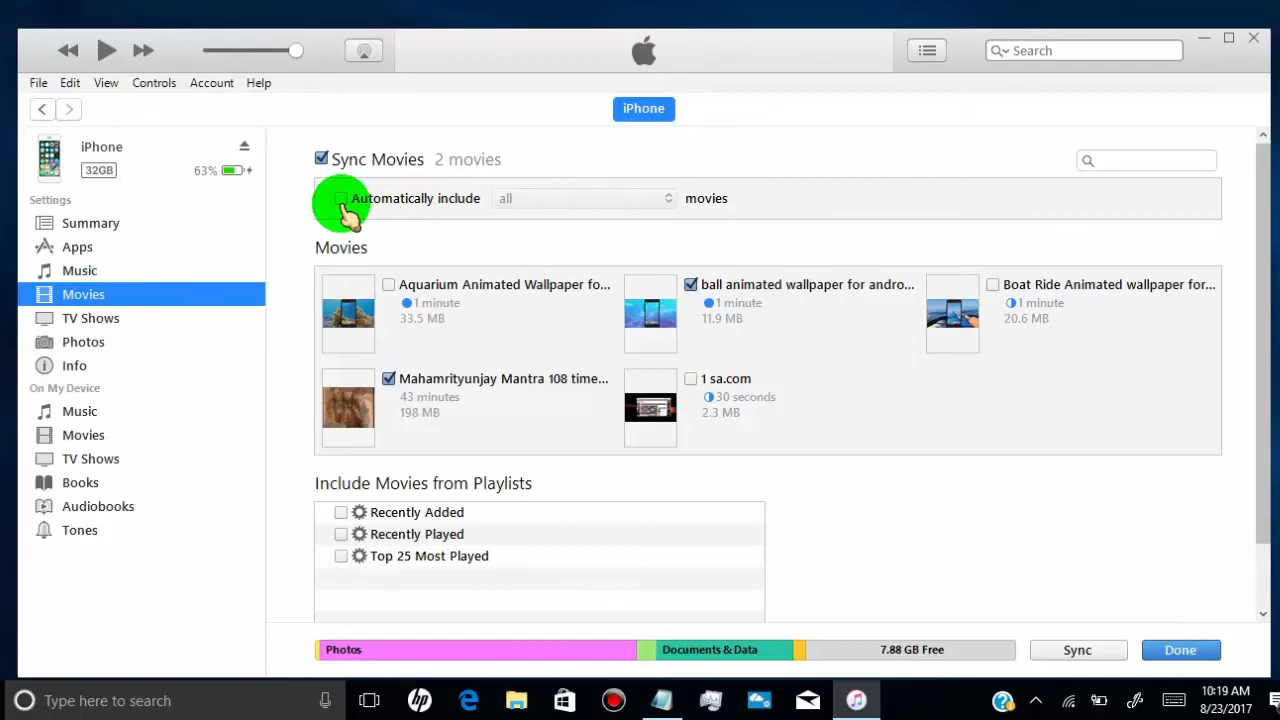 Search
File Edit View Controls Account Help
iPhone
iPhone
32GB
63%
Settings
Summary
Apps
Music
Movies
TV Shows
Photos
Info
On My Device
Music
Movies
TV Shows
Books
Audiobooks
Tones
Sync Movies 2 movies
Automatically include all movies
Movies
Aquarium Animated Wallpaper fo...
1 minute
33.5 MB
ball animated wallpaper for andro...
1 minute
11.9 MB
Boat Ride Animated wallpaper for...
1 minute
20.6 MB
Mahamrityunjay Mantra 108 time...
43 minutes
198 MB
1 sa.com
30 seconds
2.3 MB
Include Movies from Playlists
Recently Added
Recently Played
Top 25 Most Played
Photos Documents & Data 7.88 GB Free Sync Done
Type here to search
10:19 AM
8/23/2017